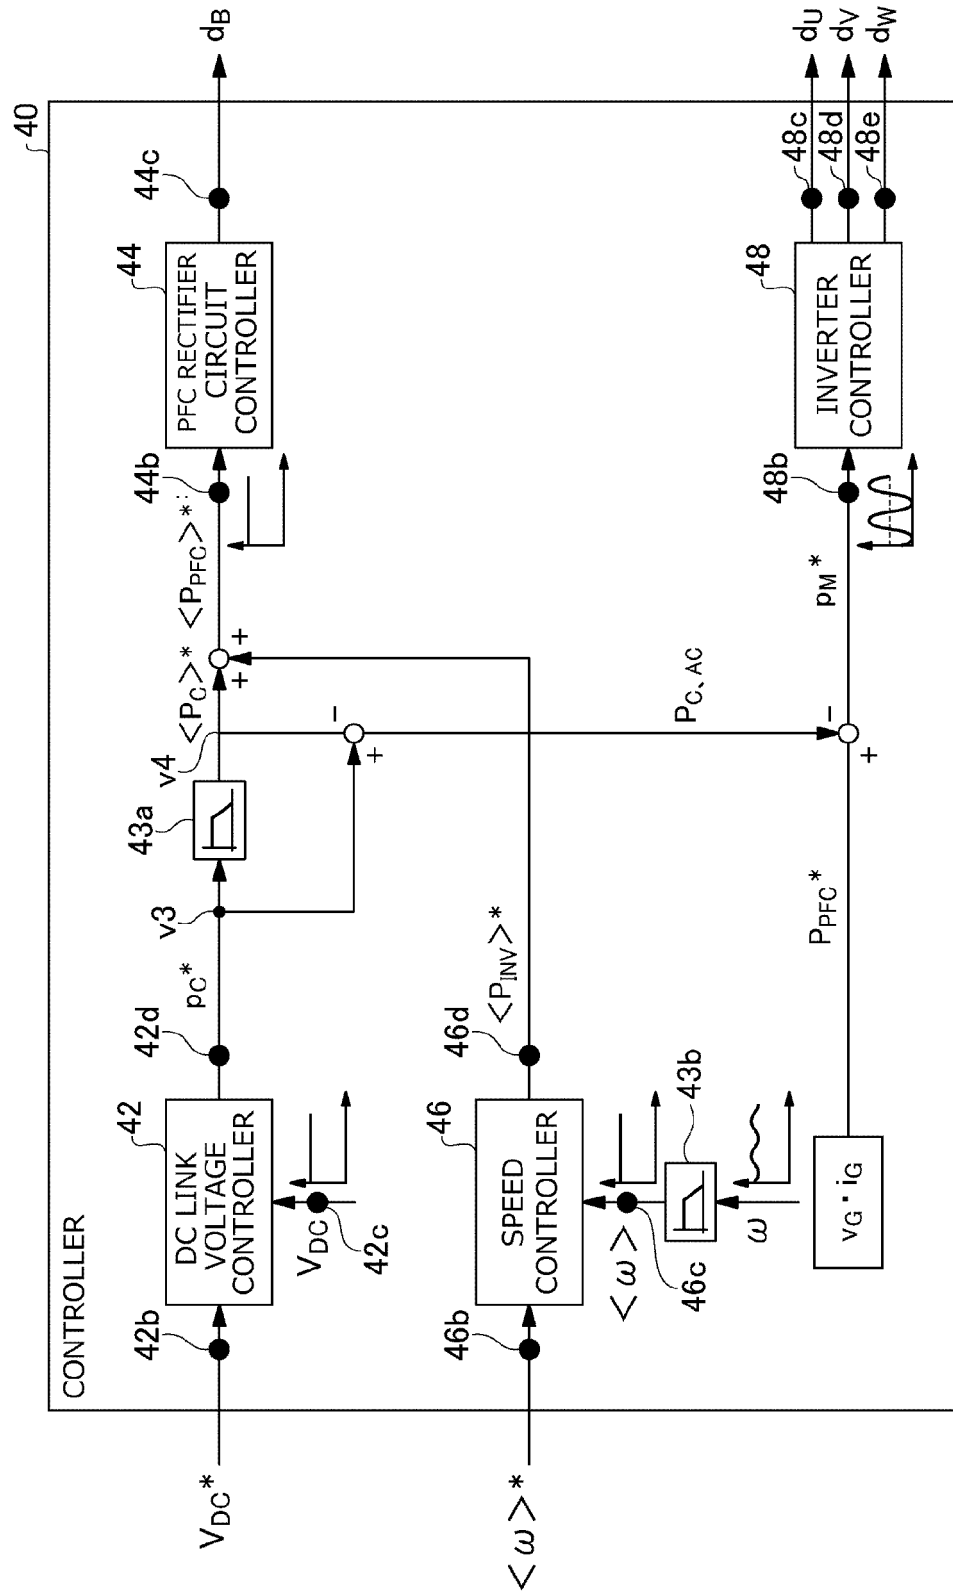 40
CONTROLLER
VDC*
42b
42
DC LINK
VOLTAGE
CONTROLLER
VDC
42c
42d
pC*
v3
43a
v4
<PC>*
<PPFC>*:
+
+
44b
44
PFC RECTIFIER
CIRCUIT
CONTROLLER
44c
dB
-
+
<ω>*
46b
46
SPEED
CONTROLLER
46d
<PINV>*
<ω>
46c
43b
ω
PC、AC
vG・iG
PPFC*
+
-
pM*
48b
48
INVERTER
CONTROLLER
48c
48d
48e
dU
dV
dW